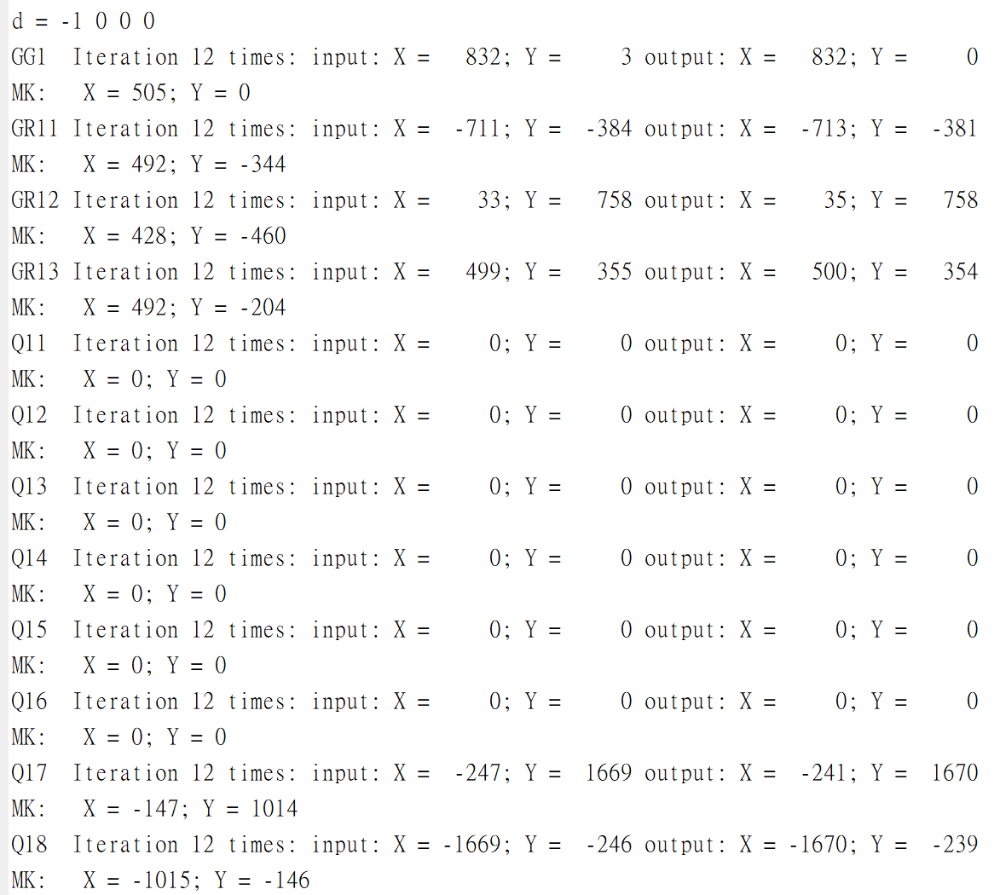 d = -1 0 0 0
GG1  Iteration 12 times: input: X =   832; Y =     3 output: X =   832; Y =     0
MK:   X = 505; Y = 0
GR11 Iteration 12 times: input: X =  -711; Y =  -384 output: X =  -713; Y =  -381
MK:   X = 492; Y = -344
GR12 Iteration 12 times: input: X =    33; Y =   758 output: X =    35; Y =   758
MK:   X = 428; Y = -460
GR13 Iteration 12 times: input: X =   499; Y =   355 output: X =   500; Y =   354
MK:   X = 492; Y = -204
Q11  Iteration 12 times: input: X =     0; Y =     0 output: X =     0; Y =     0
MK:   X = 0; Y = 0
Q12  Iteration 12 times: input: X =     0; Y =     0 output: X =     0; Y =     0
MK:   X = 0; Y = 0
Q13  Iteration 12 times: input: X =     0; Y =     0 output: X =     0; Y =     0
MK:   X = 0; Y = 0
Q14  Iteration 12 times: input: X =     0; Y =     0 output: X =     0; Y =     0
MK:   X = 0; Y = 0
Q15  Iteration 12 times: input: X =     0; Y =     0 output: X =     0; Y =     0
MK:   X = 0; Y = 0
Q16  Iteration 12 times: input: X =     0; Y =     0 output: X =     0; Y =     0
MK:   X = 0; Y = 0
Q17  Iteration 12 times: input: X =  -247; Y =  1669 output: X =  -241; Y =  1670
MK:   X = -147; Y = 1014
Q18  Iteration 12 times: input: X = -1669; Y =  -246 output: X = -1670; Y =  -239
MK:   X = -1015; Y = -146